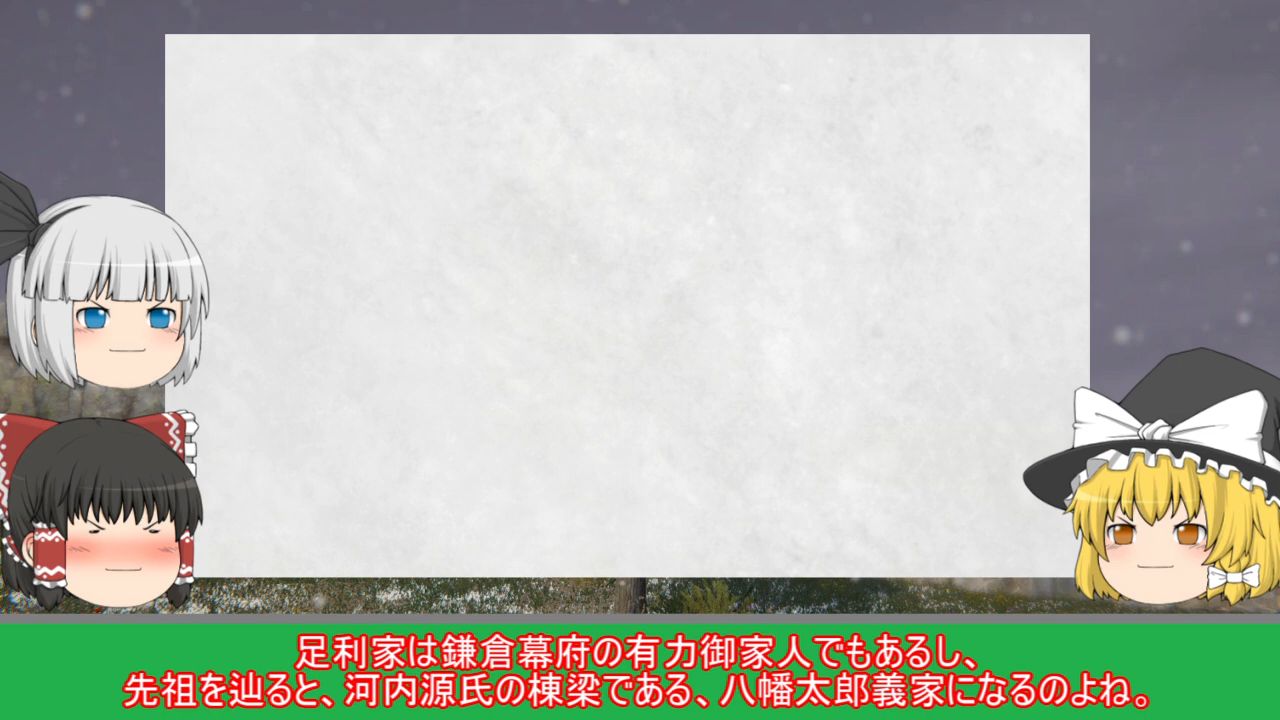 足利家は鎌倉幕府の有力御家人でもあるし、
先祖を辿ると、河内源氏の棟梁である、八幡太郎義家になるのよね。